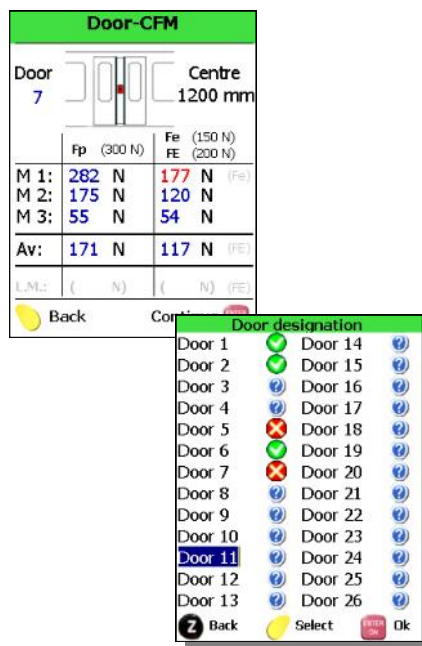 Door-CFM
Door Centre
7 1200 mm
Fp (300 N) Fe (150 N)
FE (200 N)
M 1: 282 N 177 N (Fe)
M 2: 175 N 120 N
M 3: 55 N 54 N
Av: 171 N 117 N (FE)
L.M.: ( N) ( N) (FE)
Back
Door designation
Door 1 Door 14
Door 2 Door 15
Door 3 Door 16
Door 4 Door 17
Door 5 Door 18
Door 6 Door 19
Door 7 Door 20
Door 8 Door 21
Door 9 Door 22
Door 10 Door 23
Door 11 Door 24
Door 12 Door 25
Door 13 Door 26
Z Back Select ENTER ON Ok